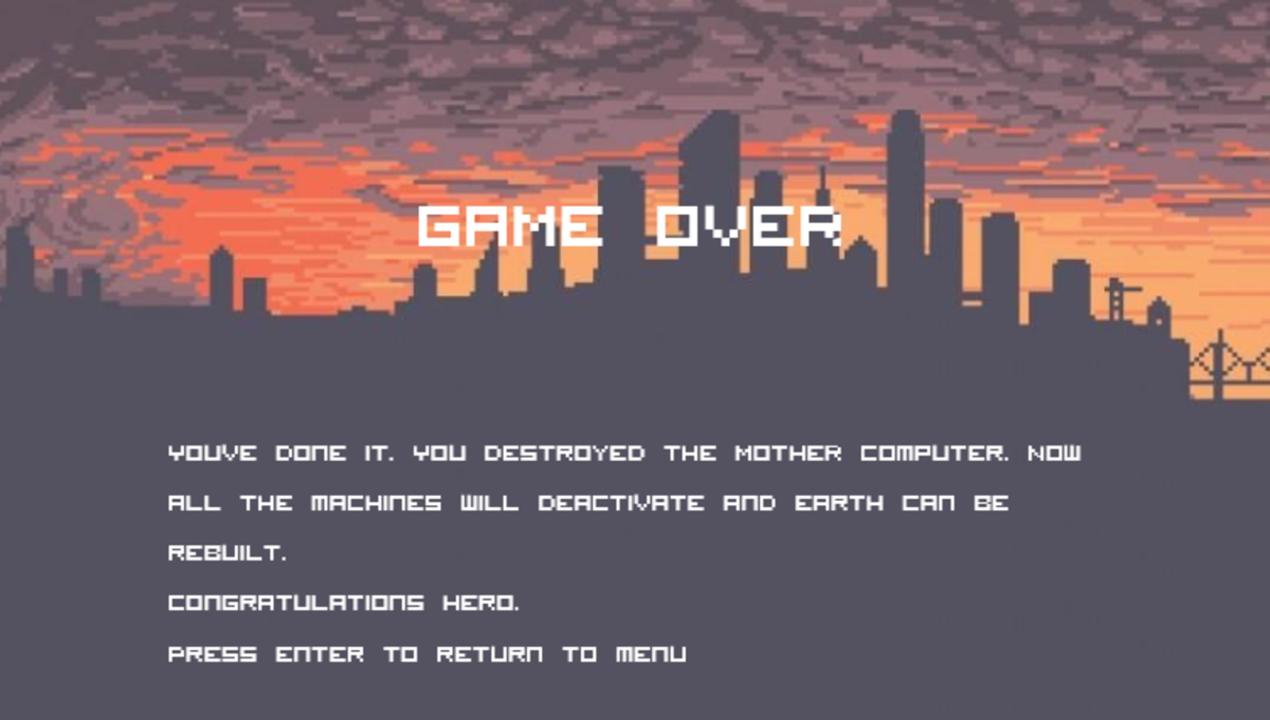 GAME OVER
YOUVE DONE IT. YOU DESTROYED THE MOTHER COMPUTER. NOW
ALL THE MACHINES WILL DEACTIVATE AND EARTH CAN BE
REBUILT.
CONGRATULATIONS HERO.
PRESS ENTER TO RETURN TO MENU